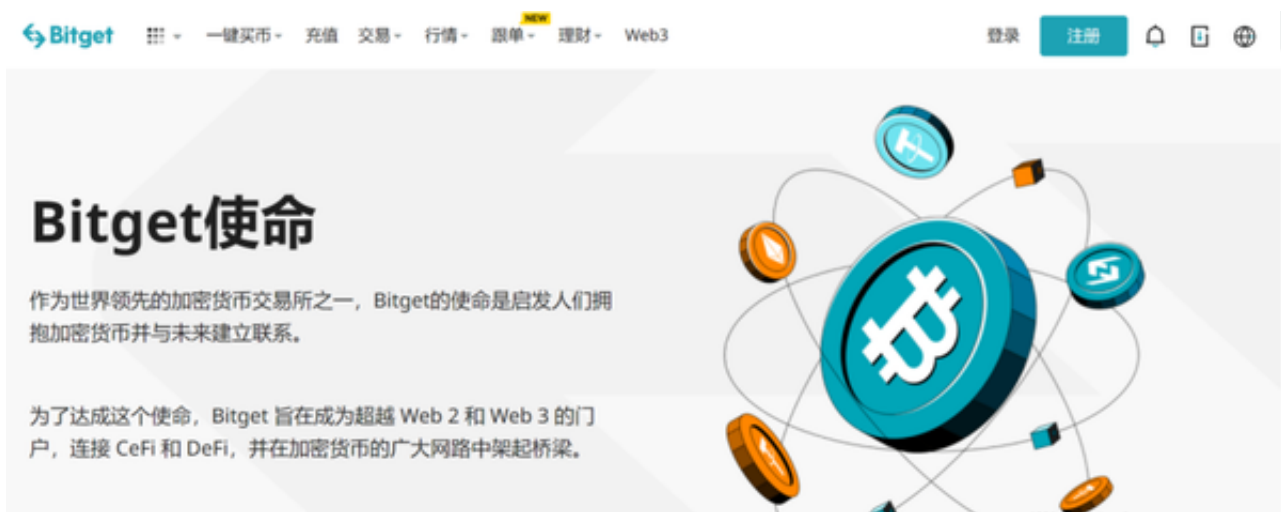 Bitget
一键买币
充值
交易
行情
跟单
NEW
理财
Web3
登录
注册
Bitget使命
作为世界领先的加密货币交易所之一，Bitget的使命是启发人们拥
抱加密货币并与未来建立联系。
为了达成这个使命，Bitget 旨在成为超越 Web 2 和 Web 3 的门
户，连接 CeFi 和 DeFi，并在加密货币的广大网路中架起桥梁。